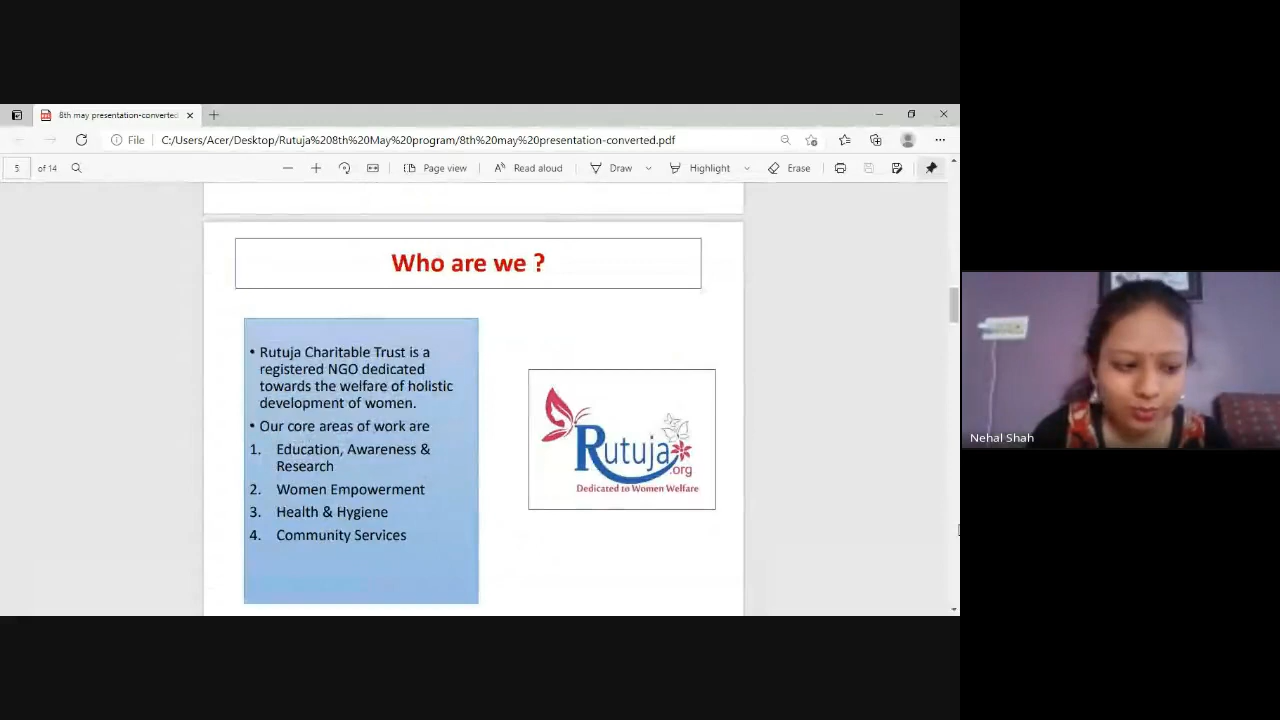 8th may presentation-converted
File
C:/Users/Acer/Desktop/Rutuja%208th%20May%20program/8th%20may%20presentation-converted.pdf
5 of 14
Page view
Read aloud
Draw
Highlight
Erase
Who are we ?
• Rutuja Charitable Trust is a
registered NGO dedicated
towards the welfare of holistic
development of women.
• Our core areas of work are
1. Education, Awareness &
Research
2. Women Empowerment
3. Health & Hygiene
4. Community Services
Rutuja
.org
Dedicated to Women Welfare
Nehal Shah